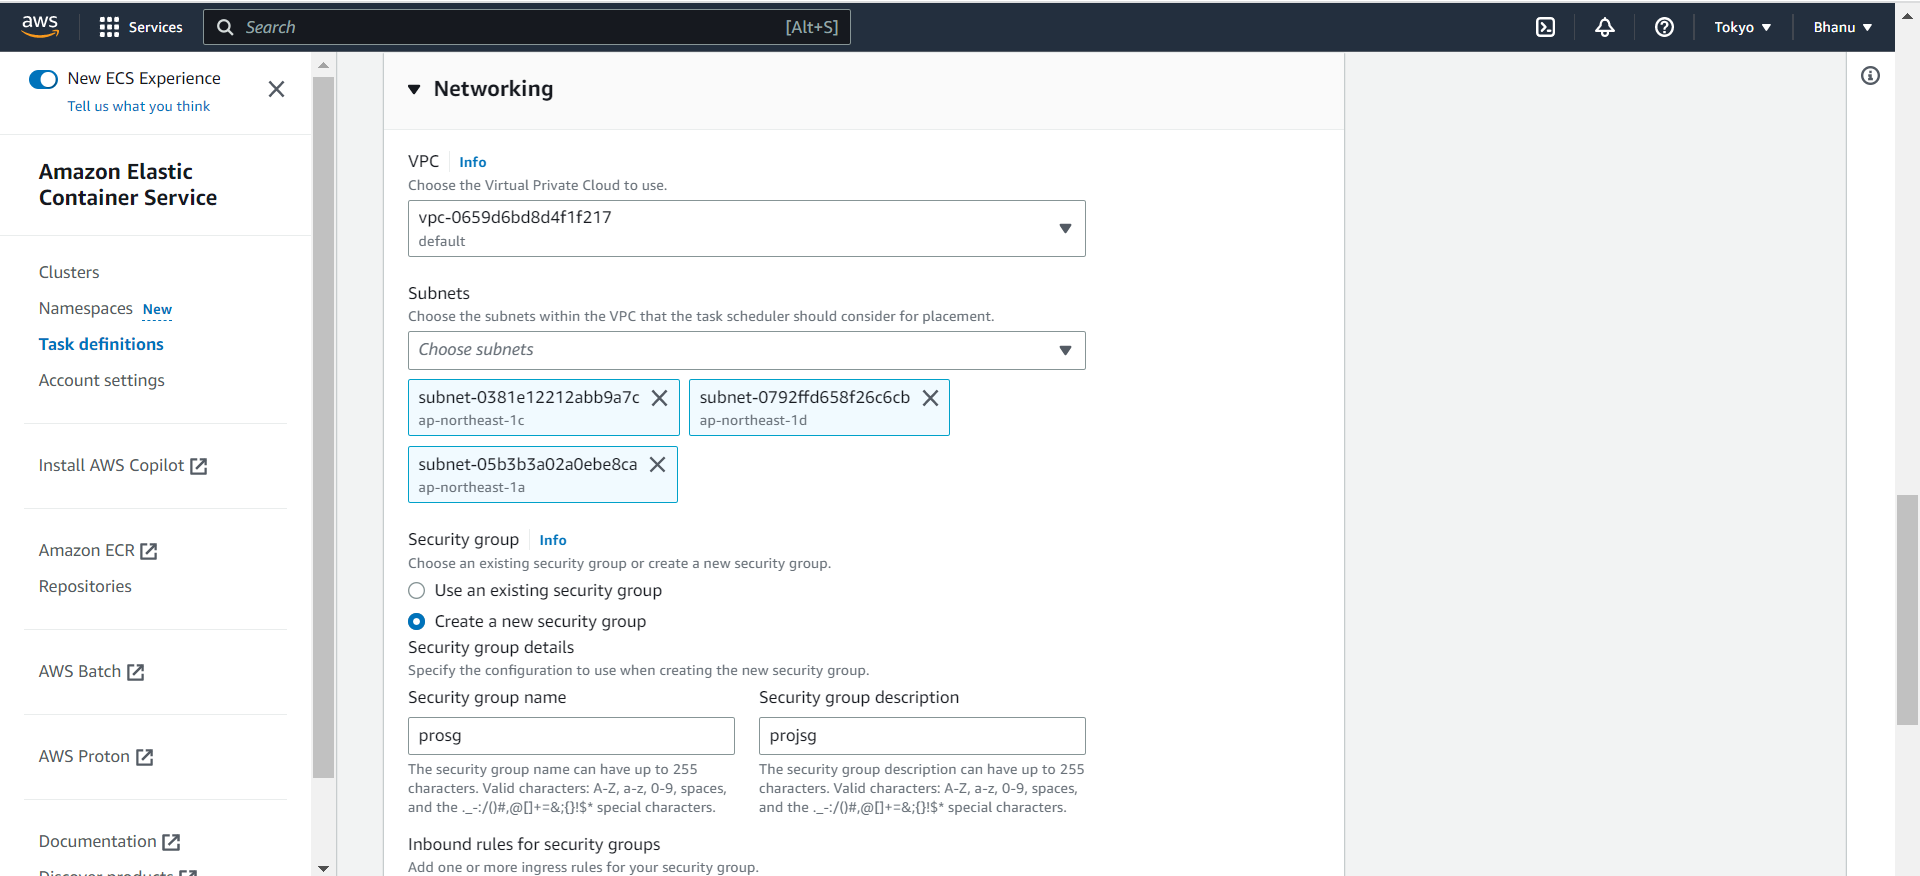 aws
Services
Search
[Alt+S]
Tokyo
Bhanu
New ECS Experience
Tell us what you think
Amazon Elastic
Container Service
Clusters
Namespaces New
Task definitions
Account settings
Install AWS Copilot
Amazon ECR
Repositories
AWS Batch
AWS Proton
Documentation
Discover products
Networking
VPC Info
Choose the Virtual Private Cloud to use.
vpc-0659d6bd8d4f1f217
default
Subnets
Choose the subnets within the VPC that the task scheduler should consider for placement.
Choose subnets
subnet-0381e12212abb9a7c
ap-northeast-1c
subnet-0792ffd658f26c6cb
ap-northeast-1d
subnet-05b3b3a02a0ebe8ca
ap-northeast-1a
Security group Info
Choose an existing security group or create a new security group.
Use an existing security group
Create a new security group
Security group details
Specify the configuration to use when creating the new security group.
Security group name
prosg
The security group name can have up to 255
characters. Valid characters: A-Z, a-z, 0-9, spaces,
and the ._-:/()#,@[]+=&;{}!$* special characters.
Security group description
projsg
The security group description can have up to 255
characters. Valid characters: A-Z, a-z, 0-9, spaces,
and the ._-:/()#,@[]+=&;{}!$* special characters.
Inbound rules for security groups
Add one or more ingress rules for your security group.